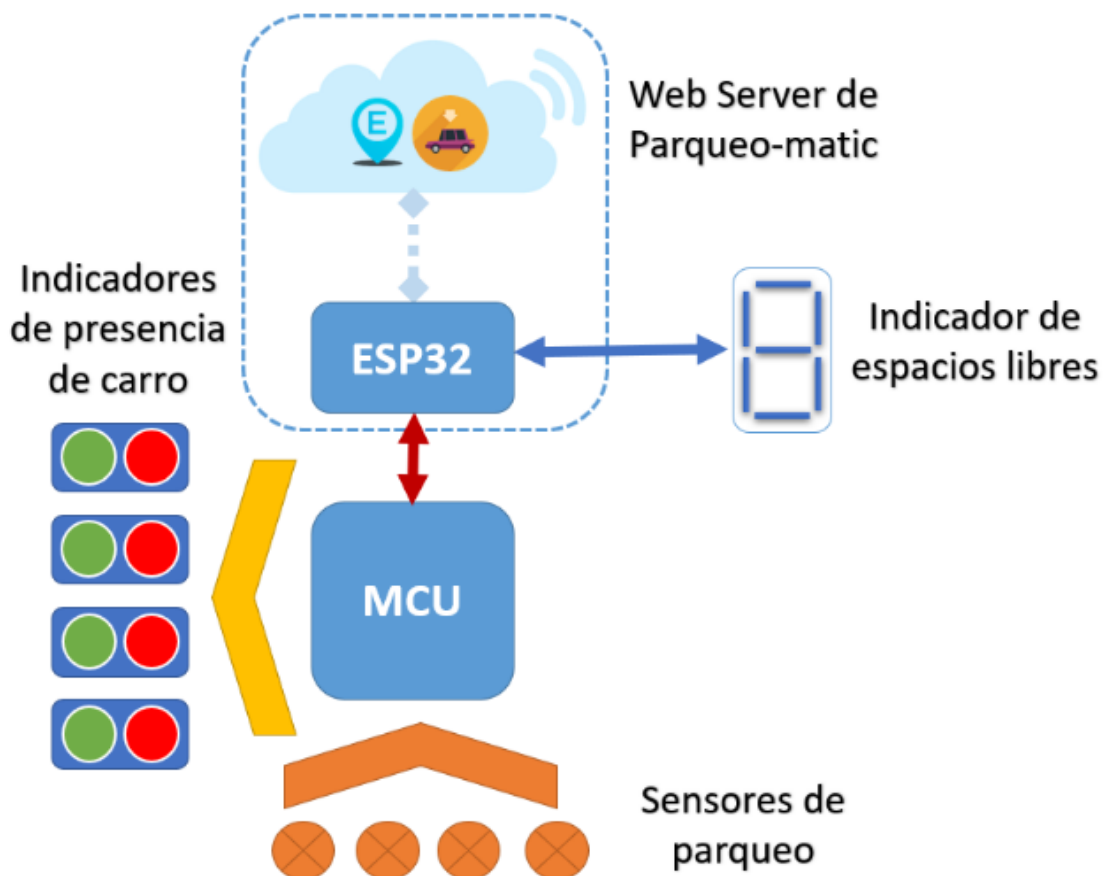 E
Web Server de
Parqueo-matic
Indicadores
de presencia
de carro
ESP32
Indicador de
espacios libres
MCU
Sensores de
parqueo